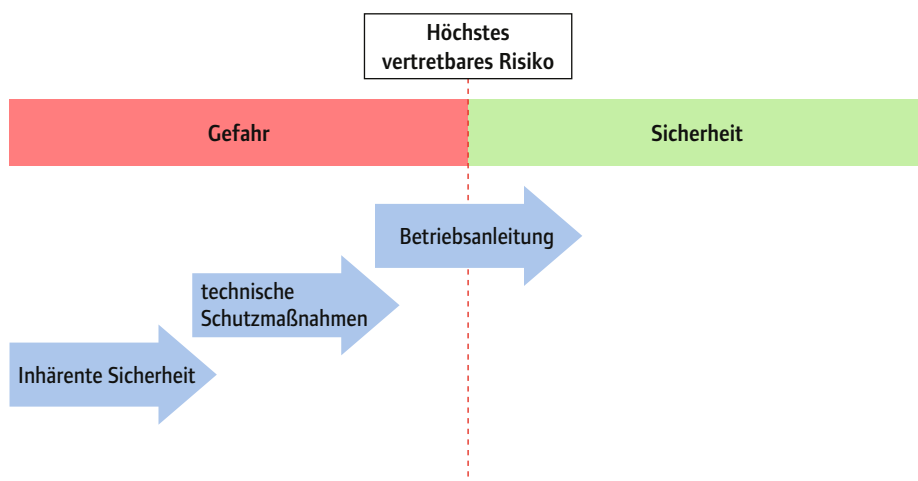 Höchstes
vertretbares Risiko
Gefahr
Sicherheit
Betriebsanleitung
technische
Schutzmaßnahmen
Inhärente Sicherheit